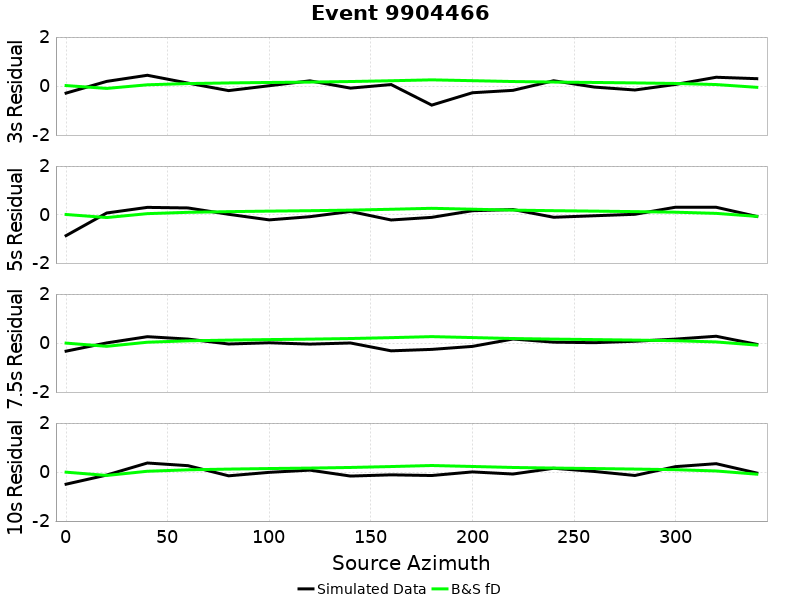 Event 9904466
3s Residual
2
0
-2
5s Residual
2
0
-2
7.5s Residual
2
0
-2
10s Residual
2
0
-2
0 50 100 150 200 250 300
Source Azimuth
Simulated Data B&S fD